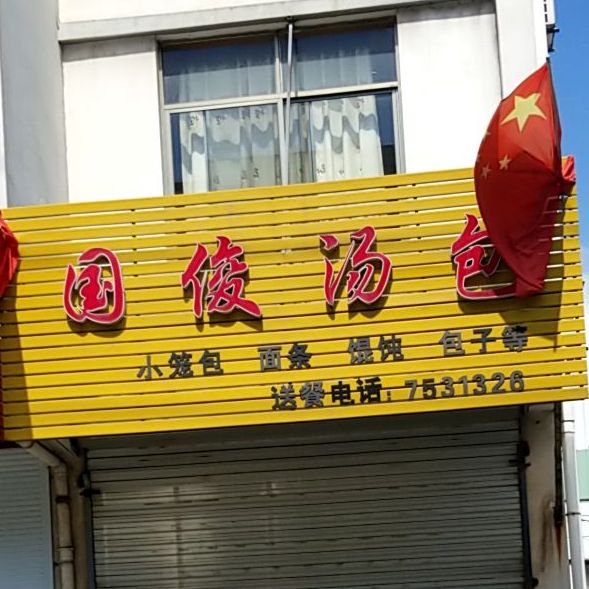 国俊汤包
小笼包 面条 馄饨 包子等
送餐电话：7531326